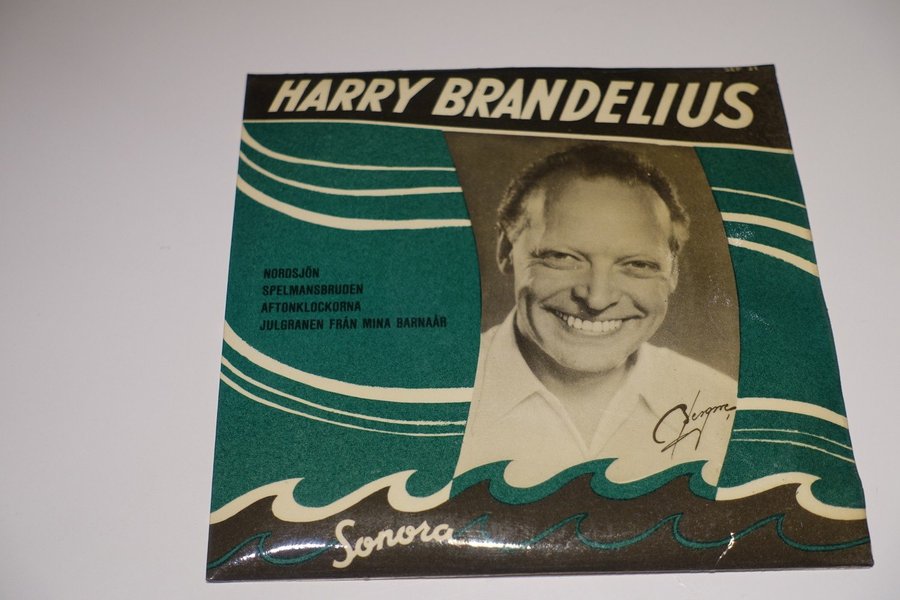 HARRY BRANDELIUS
NORDSJÖN
SPELMANSBRUDEN
AFTONKLOCKORNA
JULGRANEN FRÅN MINA BARNAÅR
Sonora